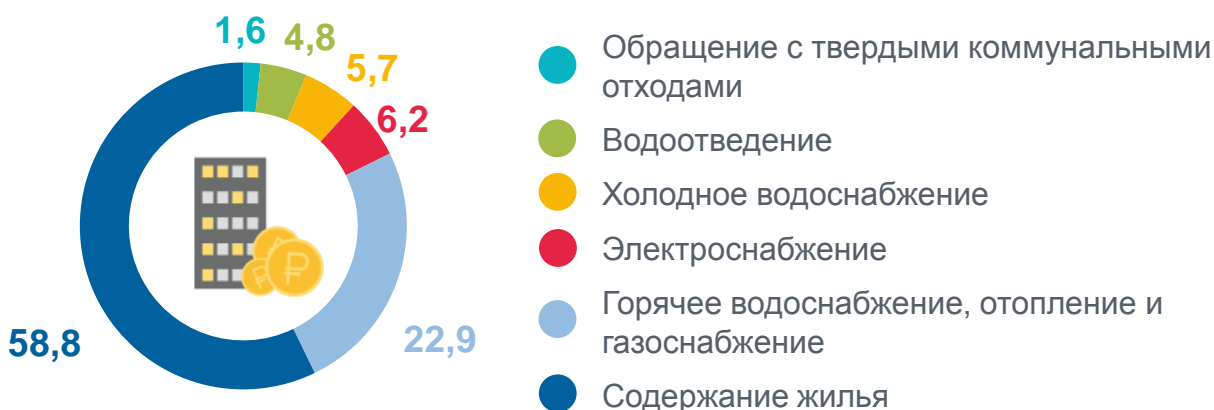 1,6
4,8
5,7
6,2
22,9
58,8
Обращение с твердыми коммунальными
отходами
Водоотведение
Холодное водоснабжение
Электроснабжение
Горячее водоснабжение, отопление и
газоснабжение
Содержание жилья